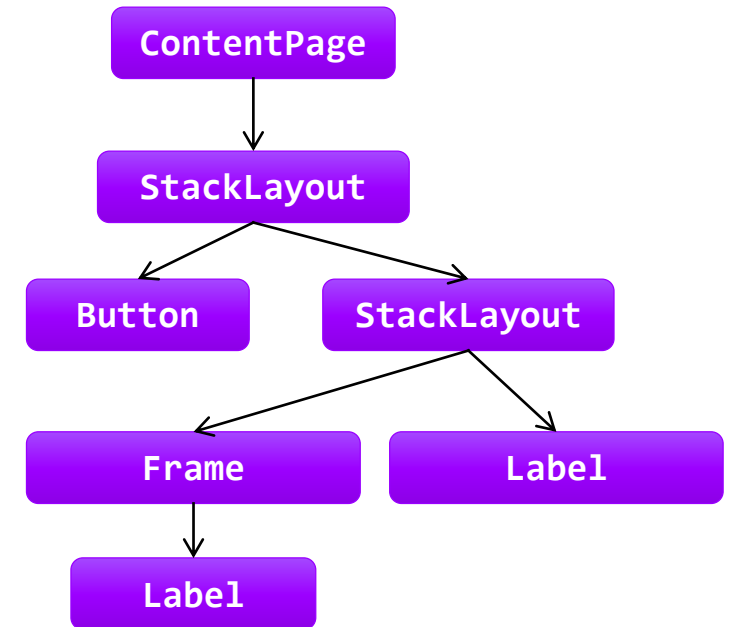 ContentPage
StackLayout
Button
StackLayout
Frame
Label
Label